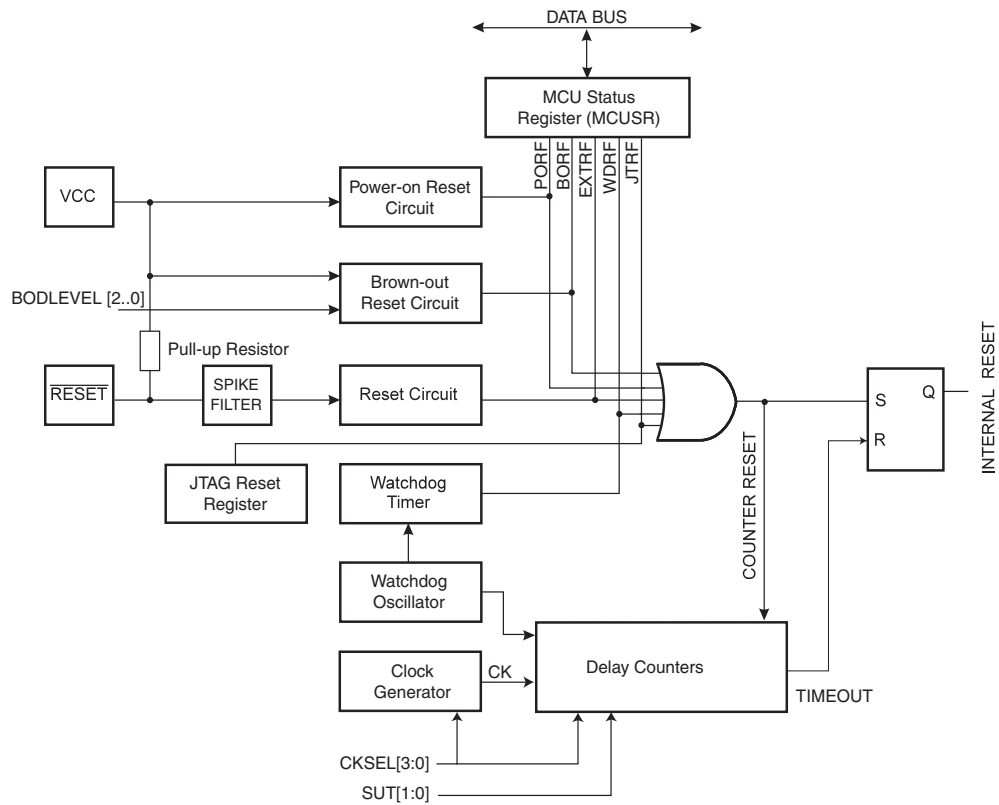 DATA BUS
MCU Status
Register (MCUSR)
PORF
BORF
EXTRF
WDRF
JTRF
VCC
Power-on Reset
Circuit
Brown-out
Reset Circuit
BODLEVEL [2..0]
Pull-up Resistor
RESET
SPIKE
FILTER
Reset Circuit
S
Q
R
INTERNAL RESET
JTAG Reset
Register
Watchdog
Timer
COUNTER RESET
Watchdog
Oscillator
Clock
Generator
CK
Delay Counters
TIMEOUT
CKSEL[3:0]
SUT[1:0]